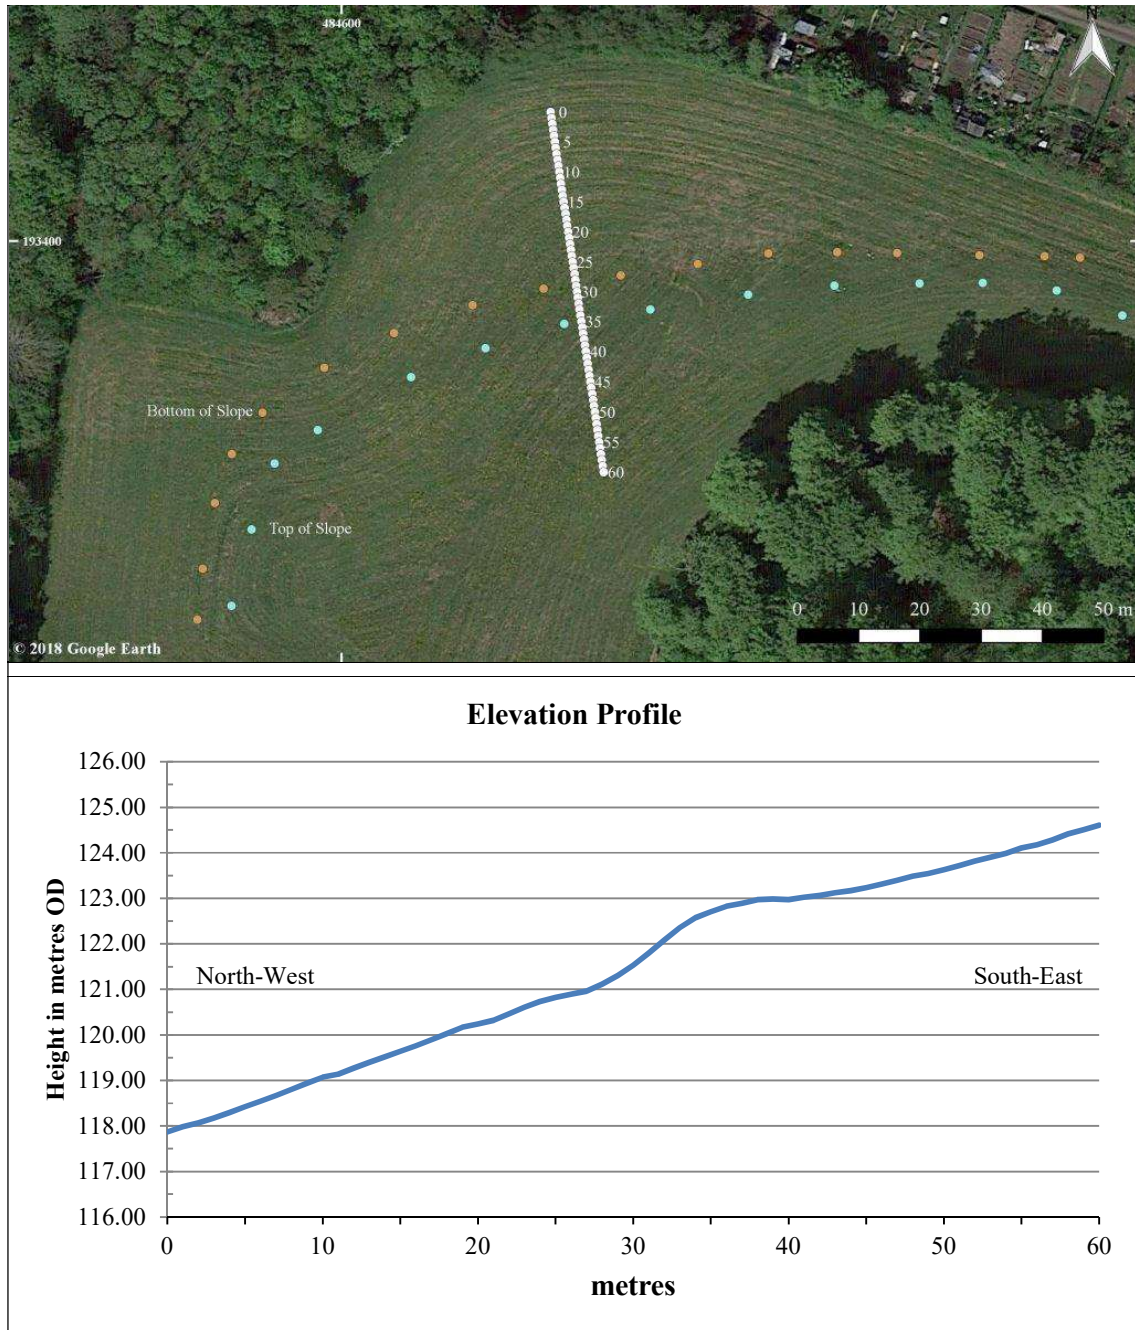 484600
193400
0
5
10
15
20
25
30
35
40
45
50
55
60
Bottom of Slope
Top of Slope
0 10 20 30 40 50 m
© 2018 Google Earth
Elevation Profile
126.00
125.00
124.00
123.00
122.00
121.00
120.00
119.00
118.00
117.00
116.00
Height in metres OD
North-West
South-East
0 10 20 30 40 50 60
metres